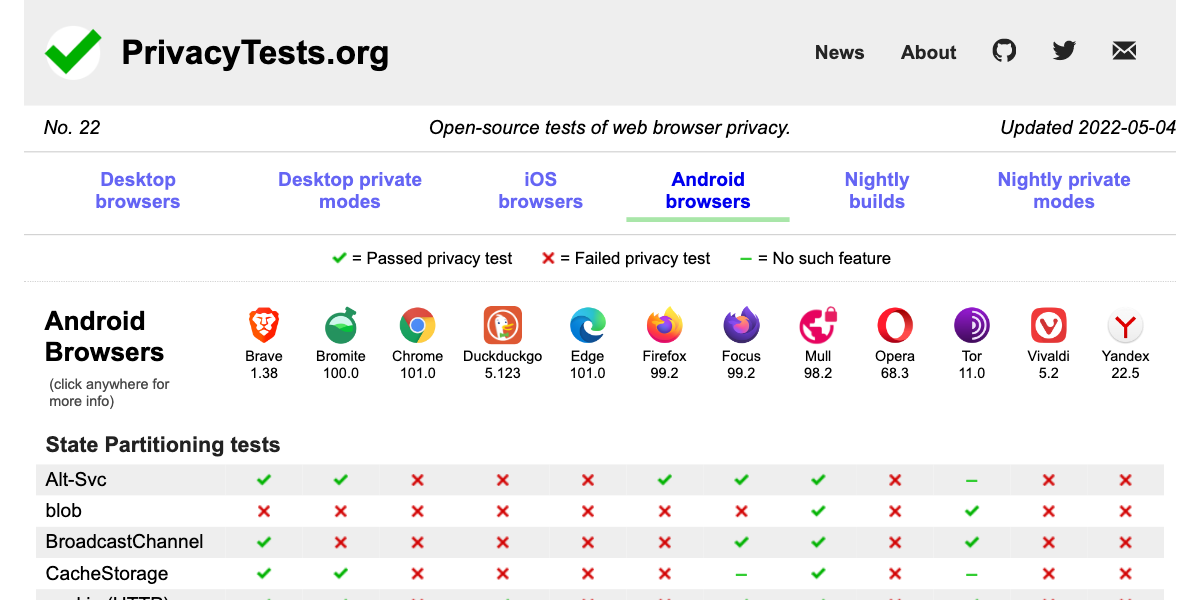 PrivacyTests.org
News About
No. 22 Open-source tests of web browser privacy. Updated 2022-05-04
Desktop browsers Desktop private modes iOS browsers Android browsers Nightly builds Nightly private modes
= Passed privacy test = Failed privacy test = No such feature
Android Browsers
(click anywhere for more info)
Brave 1.38
Bromite 100.0
Chrome 101.0
Duckduckgo 5.123
Edge 101.0
Firefox 99.2
Focus 99.2
Mull 98.2
Opera 68.3
Tor 11.0
Vivaldi 5.2
Yandex 22.5
State Partitioning tests
Alt-Svc
blob
BroadcastChannel
CacheStorage